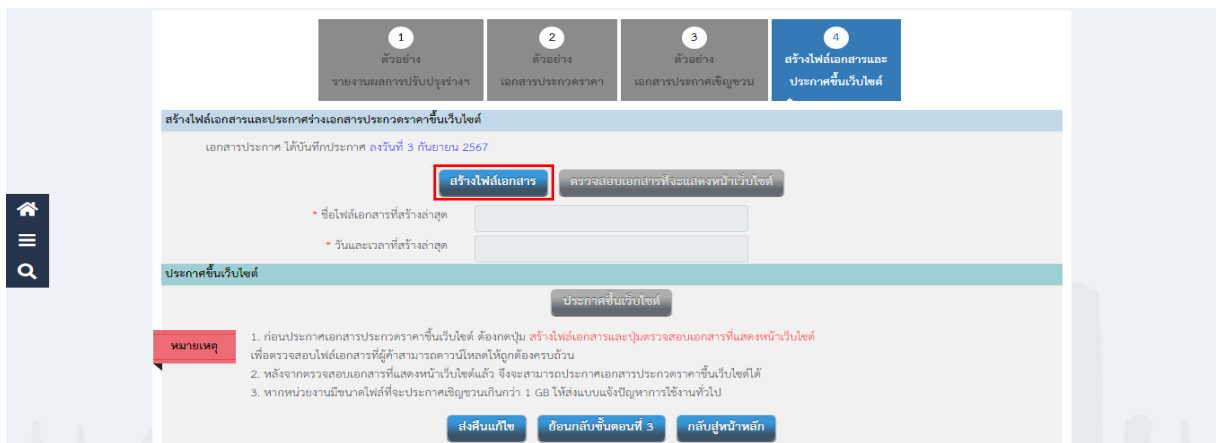 1
ตัวอย่าง
รายงานผลการปรับปรุงร่างฯ
2
ตัวอย่าง
เอกสารประกวดราคา
3
ตัวอย่าง
เอกสารประกาศเชิญชวน
4
สร้างไฟล์เอกสารและ
ประกาศขึ้นเว็บไซต์
สร้างไฟล์เอกสารและประกาศร่างเอกสารประกวดราคาขึ้นเว็บไซต์
เอกสารประกาศ ได้บันทึกประกาศ ลงวันที่ 3 กันยายน 2567
สร้างไฟล์เอกสาร ตรวจสอบเอกสารที่จะแสดงหน้าเว็บไซต์
* ชื่อไฟล์เอกสารที่สร้างล่าสุด
* วันและเวลาที่สร้างล่าสุด
ประกาศขึ้นเว็บไซต์
ประกาศขึ้นเว็บไซต์
หมายเหตุ
1. ก่อนประกาศเอกสารประกวดราคาขึ้นเว็บไซต์ ต้องกดปุ่ม สร้างไฟล์เอกสารและปุ่มตรวจสอบเอกสารที่แสดงหน้าเว็บไซต์
เพื่อตรวจสอบไฟล์เอกสารที่ผู้ค้าสามารถดาวน์โหลดให้ถูกต้องครบถ้วน
2. หลังจากตรวจสอบเอกสารที่แสดงหน้าเว็บไซต์แล้ว จึงจะสามารถประกาศเอกสารประกวดราคาขึ้นเว็บไซต์ได้
3. หากหน่วยงานมีขนาดไฟล์ที่จะประกาศเชิญชวนเกินกว่า 1 GB ให้ส่งแบบแจ้งปัญหาการใช้งานทั่วไป
ส่งคืนแก้ไข ย้อนกลับขั้นตอนที่ 3 กลับสู่หน้าหลัก